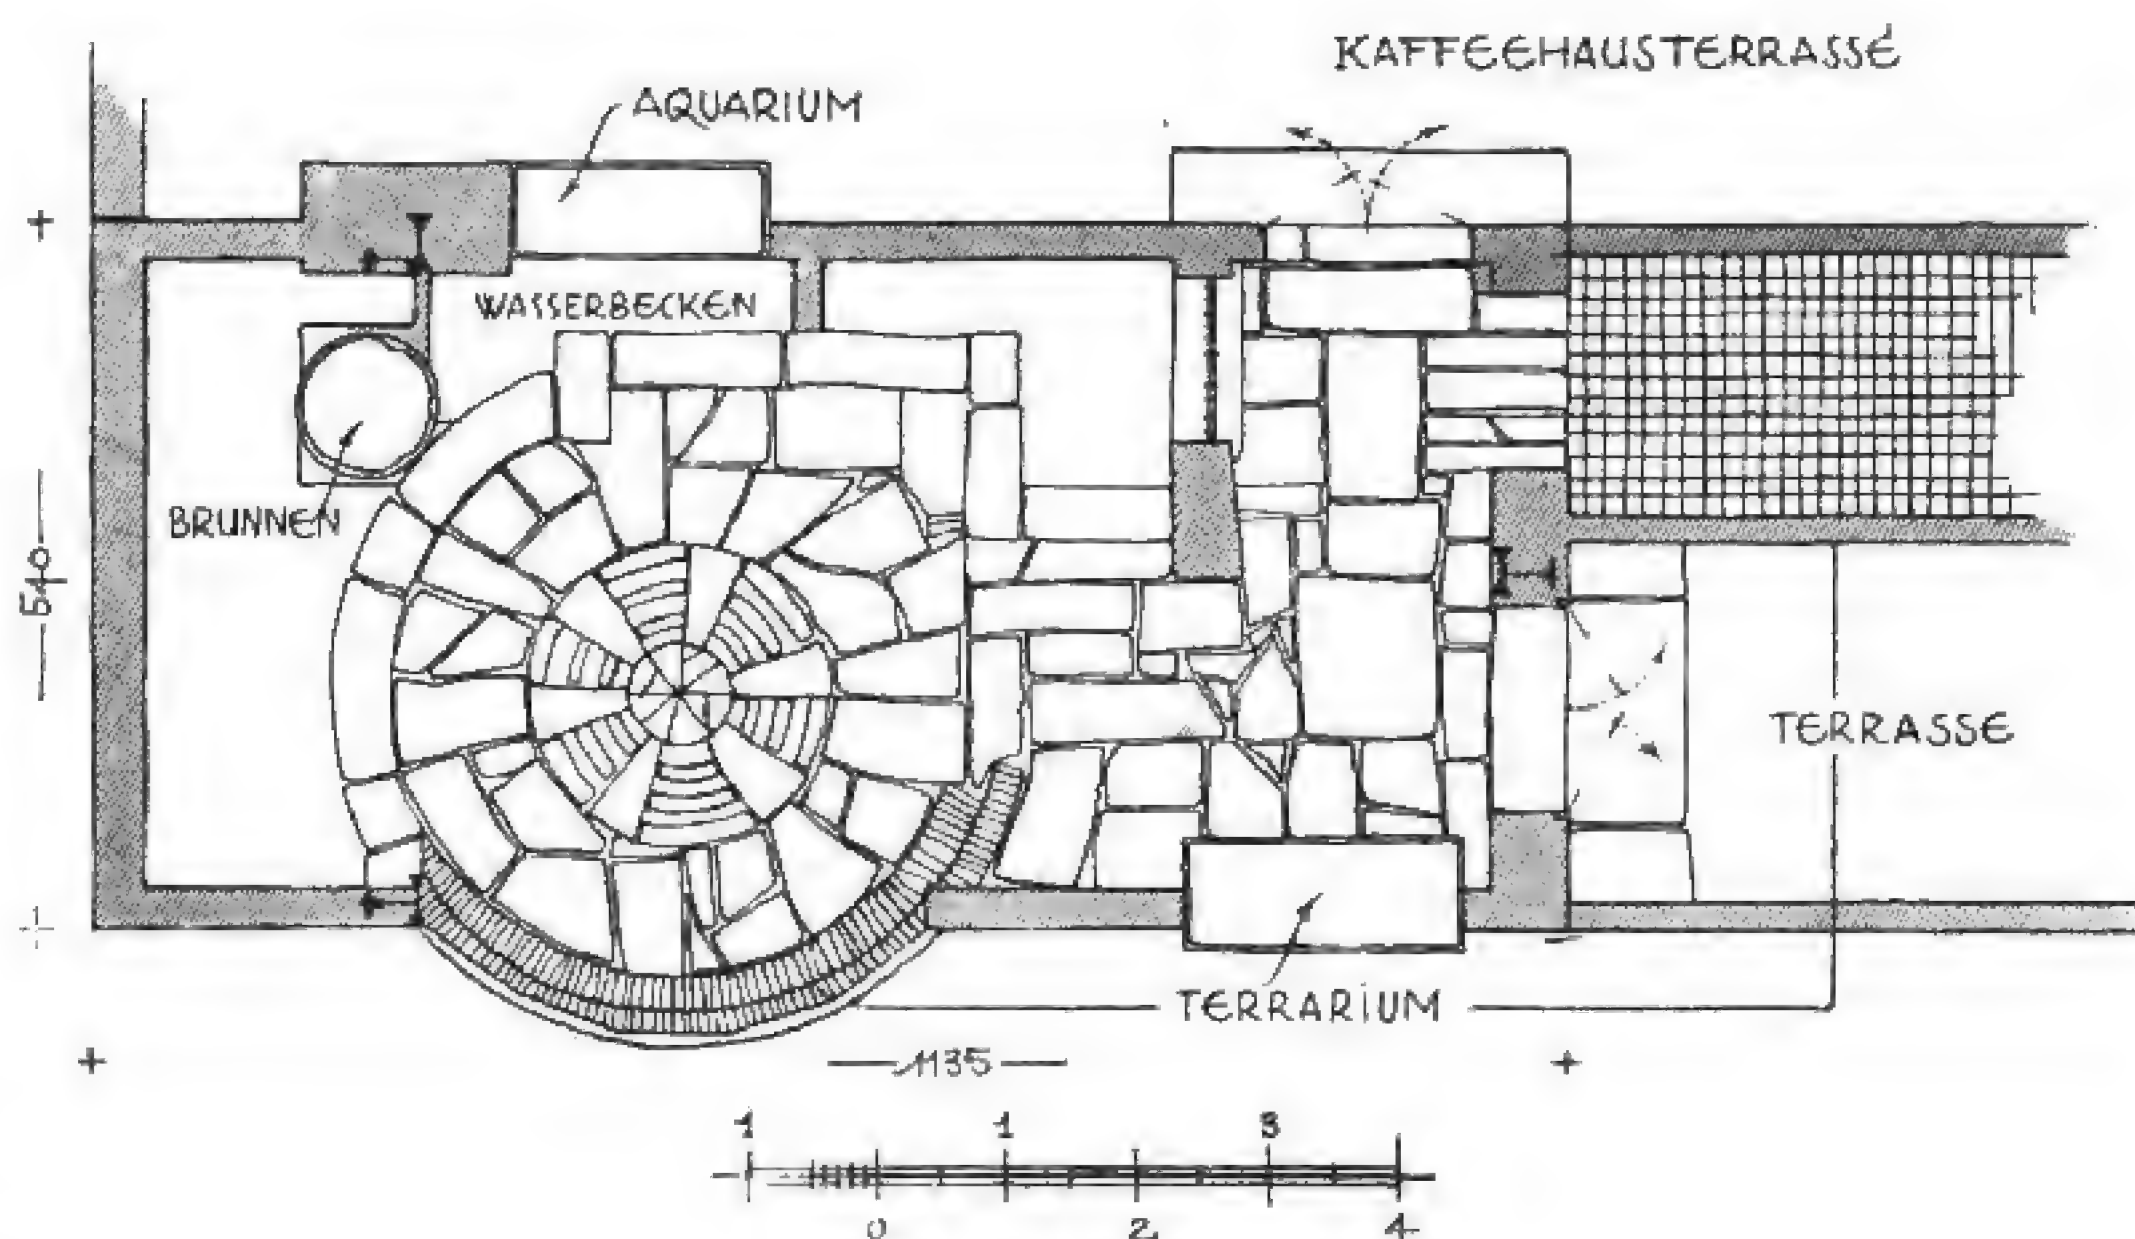 KAFFEEHAUSTERRASSE
AQUARIUM
WASSERBECKEN
BRUNNEN
540
TERRASSE
TERRARIUM
1135
1 1 3
0 2 4